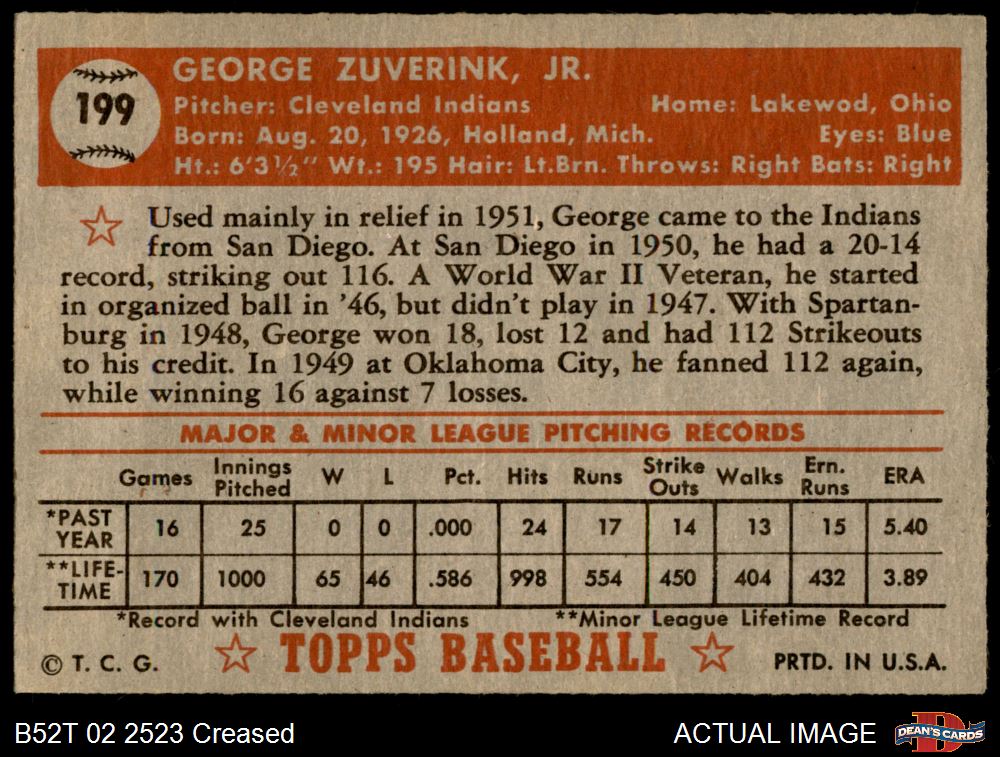 199
GEORGE ZUVERINK, JR.
Pitcher: Cleveland Indians Home: Lakewod, Ohio
Born: Aug. 20, 1926, Holland, Mich. Eyes: Blue
Ht.: 6'3½" Wt.: 195 Hair: Lt.Brn. Throws: Right Bats: Right
Used mainly in relief in 1951, George came to the Indians
from San Diego. At San Diego in 1950, he had a 20-14
record, striking out 116. A World War II Veteran, he started
in organized ball in '46, but didn't play in 1947. With Spartan-
burg in 1948, George won 18, lost 12 and had 112 Strikeouts
to his credit. In 1949 at Oklahoma City, he fanned 112 again,
while winning 16 against 7 losses.
MAJOR & MINOR LEAGUE PITCHING RECORDS
Games Innings Pitched W L Pct. Hits Runs Strike Outs Walks Ern. Runs ERA
*PAST YEAR 16 25 0 0 .000 24 17 14 13 15 5.40
**LIFE-TIME 170 1000 65 46 .586 998 554 450 404 432 3.89
*Record with Cleveland Indians **Minor League Lifetime Record
© T. C. G. TOPPS BASEBALL PRTD. IN U.S.A.
B52T 02 2523 Creased ACTUAL IMAGE DEAN'S CARDS